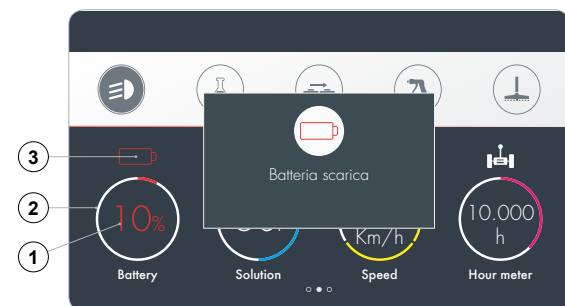 3
2
1
Batteria scarica
10%
Km/h
10.000
h
Battery
Solution
Speed
Hour meter